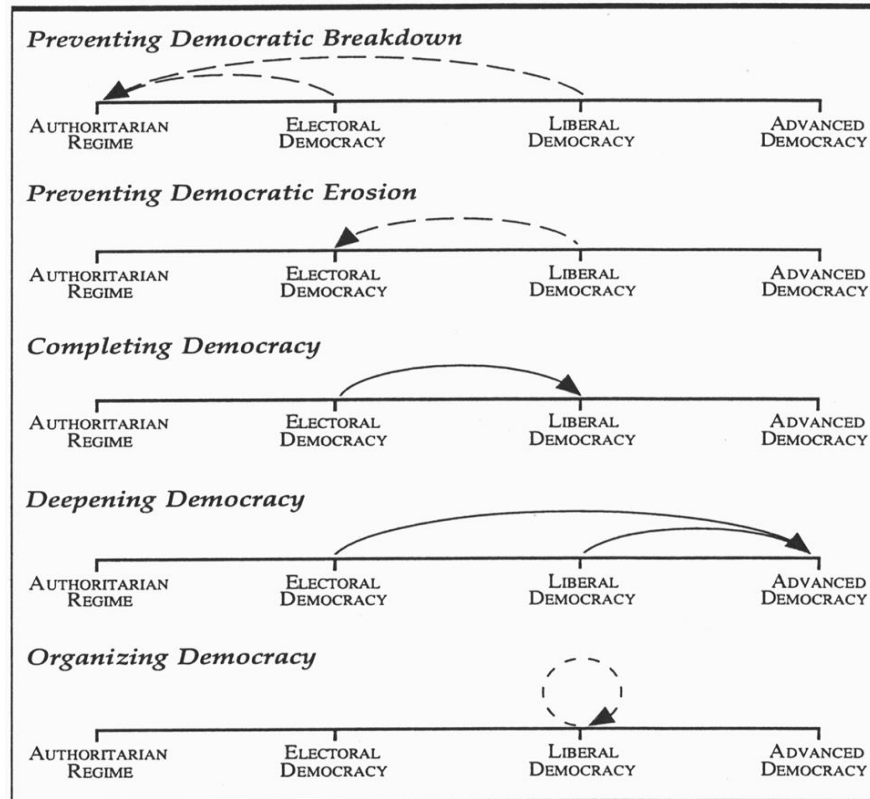 Preventing Democratic Breakdown
AUTHORITARIAN REGIME
ELECTORAL DEMOCRACY
LIBERAL DEMOCRACY
ADVANCED DEMOCRACY
Preventing Democratic Erosion
AUTHORITARIAN REGIME
ELECTORAL DEMOCRACY
LIBERAL DEMOCRACY
ADVANCED DEMOCRACY
Completing Democracy
AUTHORITARIAN REGIME
ELECTORAL DEMOCRACY
LIBERAL DEMOCRACY
ADVANCED DEMOCRACY
Deepening Democracy
AUTHORITARIAN REGIME
ELECTORAL DEMOCRACY
LIBERAL DEMOCRACY
ADVANCED DEMOCRACY
Organizing Democracy
AUTHORITARIAN REGIME
ELECTORAL DEMOCRACY
LIBERAL DEMOCRACY
ADVANCED DEMOCRACY